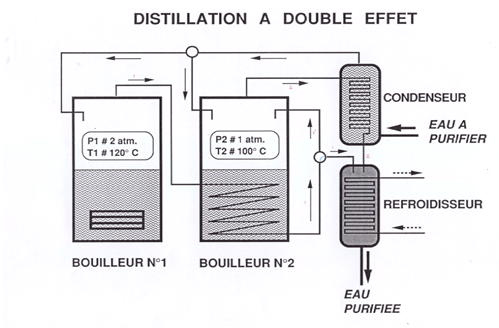 DISTILLATION A DOUBLE EFFET
P1 # 2 atm.
T1 # 120° C
P2 # 1 atm.
T2 # 100° C
CONDENSEUR
EAU A
PURIFIER
REFROIDISSEUR
BOUILLEUR N°1
BOUILLEUR N°2
EAU
PURIFIEE